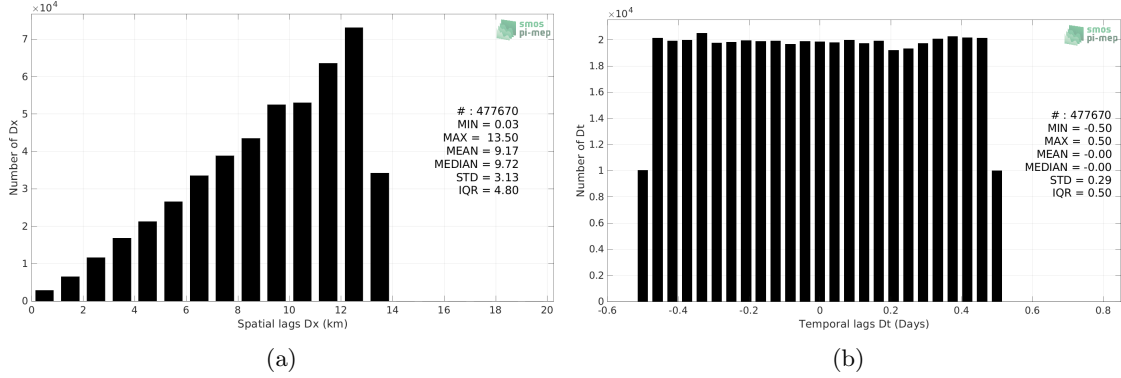 ×10⁴
7
6
5
4
3
2
1
0
Number of Dx
0 2 4 6 8 10 12 14 16 18 20
Spatial lags Dx (km)
smos
pi-mep
# : 477670
MIN = 0.03
MAX = 13.50
MEAN = 9.17
MEDIAN = 9.72
STD = 3.13
IQR = 4.80
(a)
×10⁴
2
1.8
1.6
1.4
1.2
1
0.8
0.6
0.4
0.2
0
Number of Dt
-0.6 -0.4 -0.2 0 0.2 0.4 0.6 0.8
Temporal lags Dt (Days)
smos
pi-mep
# : 477670
MIN = -0.50
MAX = 0.50
MEAN = -0.00
MEDIAN = -0.00
STD = 0.29
IQR = 0.50
(b)